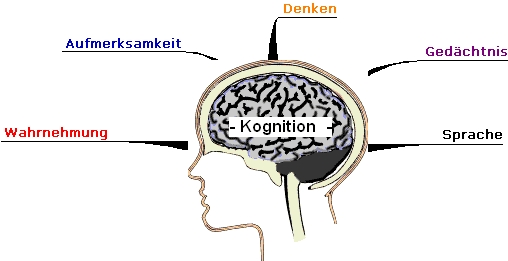 Denken
Aufmerksamkeit
Gedächtnis
Wahrnehmung
- Kognition -
Sprache